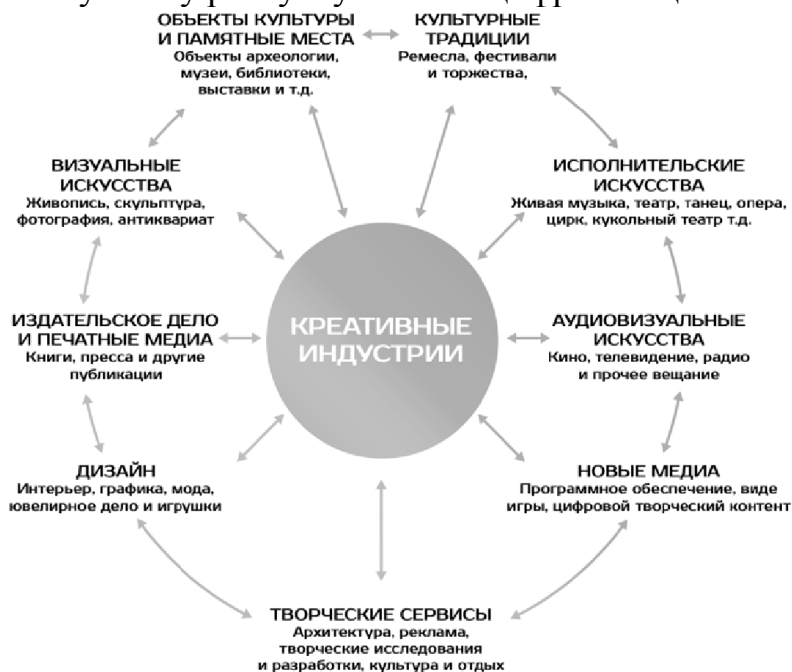 ОБЪЕКТЫ КУЛЬТУРЫ
И ПАМЯТНЫЕ МЕСТА
Объекты археологии,
музеи, библиотеки,
выставки и т.д.
КУЛЬТУРНЫЕ
ТРАДИЦИИ
Ремесла, фестивали
и торжества,
ВИЗУАЛЬНЫЕ
ИСКУССТВА
Живопись, скульптура,
фотография, антиквариат
ИСПОЛНИТЕЛЬСКИЕ
ИСКУССТВА
Живая музыка, театр, танец, опера,
цирк, кукольный театр т.д.
ИЗДАТЕЛЬСКОЕ ДЕЛО
И ПЕЧАТНЫЕ МЕДИА
Книги, пресса и другие
публикации
КРЕАТИВНЫЕ
ИНДУСТРИИ
АУДИОВИЗУАЛЬНЫЕ
ИСКУССТВА
Кино, телевидение, радио
и прочее вещание
ДИЗАЙН
Интерьер, графика, мода,
ювелирное дело и игрушки
НОВЫЕ МЕДИА
Программное обеспечение, виде
игры, цифровой творческий контент
ТВОРЧЕСКИЕ СЕРВИСЫ
Архитектура, реклама,
творческие исследования
и разработки, культура и отдых